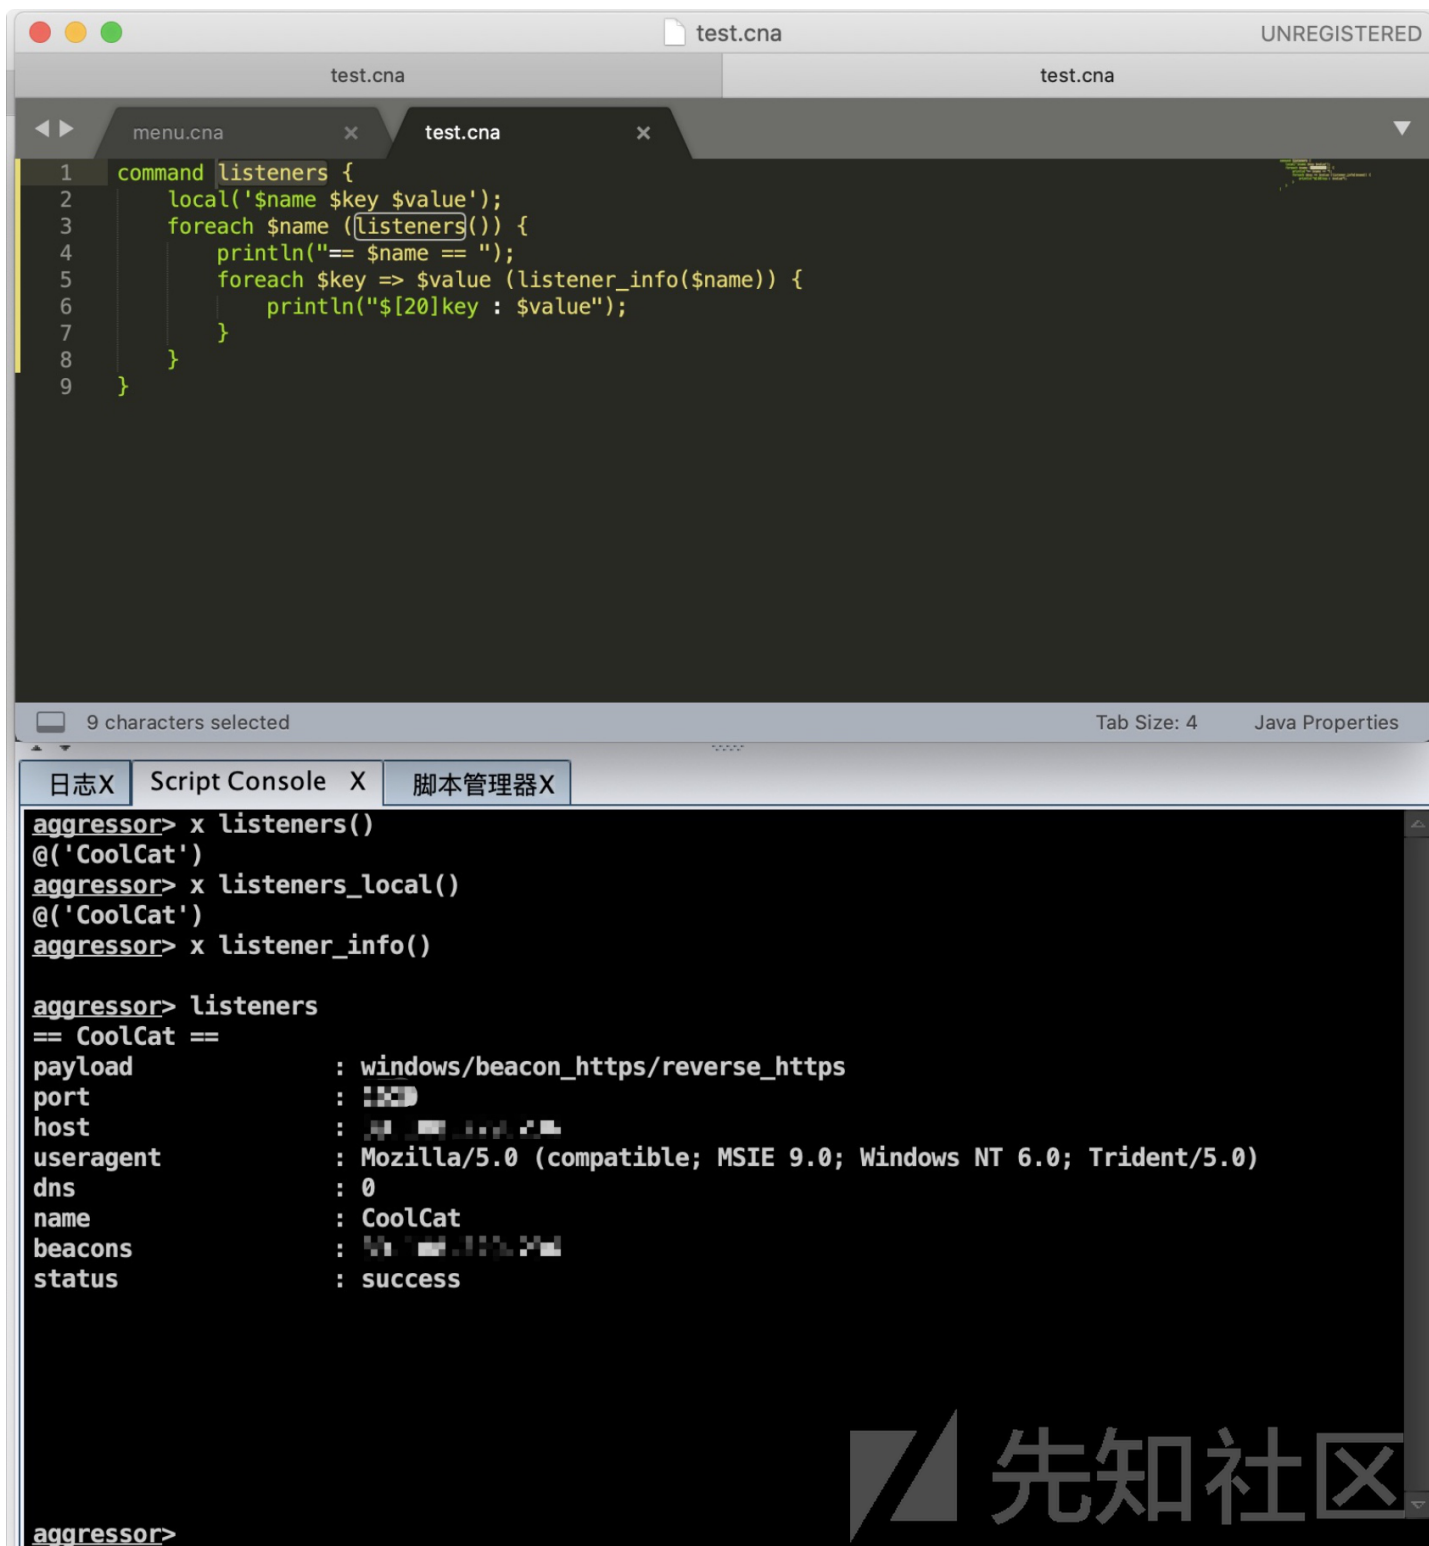 test.cna
UNREGISTERED
test.cna
test.cna
menu.cna
test.cna
1 command listeners {
2 local('$name $key $value');
3 foreach $name (listeners()) {
4 println("== $name == ");
5 foreach $key => $value (listener_info($name)) {
6 println("$[20]key : $value");
7 }
8 }
9 }
9 characters selected
Tab Size: 4
Java Properties
日志X
Script Console X
脚本管理器X
aggressor> x listeners()
@('CoolCat')
aggressor> x listeners_local()
@('CoolCat')
aggressor> x listener_info()
aggressor> listeners
== CoolCat ==
payload : windows/beacon_https/reverse_https
port :
host :
useragent : Mozilla/5.0 (compatible; MSIE 9.0; Windows NT 6.0; Trident/5.0)
dns : 0
name : CoolCat
beacons :
status : success
先知社区
aggressor>